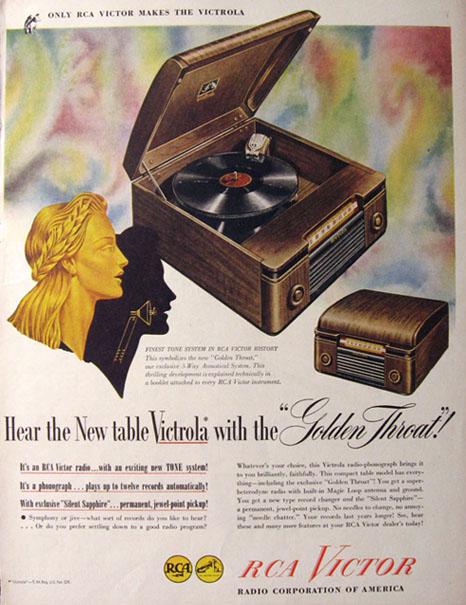 ONLY RCA VICTOR MAKES THE VICTROLA
FINEST TONE SYSTEM IN RCA VICTOR HISTORY
This symbolizes the new "Golden Throat,"
our exclusive 3-Way Acoustical System. This
thrilling development is explained technically in
a booklet attached to every RCA Victor instrument.
Hear the New table Victrola* with the "Golden Throat"!
It's an RCA Victor radio...with an exciting new TONE system!
It's a phonograph...plays up to twelve records automatically!
With exclusive "Silent Sapphire"...permanent, jewel-point pickup!
● Symphony or jive—what sort of records do you like to hear?
. . . Or do you prefer settling down to a good radio program?
Whatever's your choice, this Victrola radio-phonograph brings it
to you brilliantly, faithfully. This compact table model has every-
thing—including the exclusive "Golden Throat"! You get a super-
heterodyne radio with built-in Magic Loop antenna and ground.
You get a new type record changer and the "Silent Sapphire"—
a permanent, jewel-point pickup. No needles to change, no annoy-
ing "needle chatter." Your records last longer! See, hear
these and many more features at your RCA Victor dealer's today!
RCA
RCA VICTOR
RADIO CORPORATION OF AMERICA
*"Victrola"—T. M. Reg. U.S. Pat. Off.